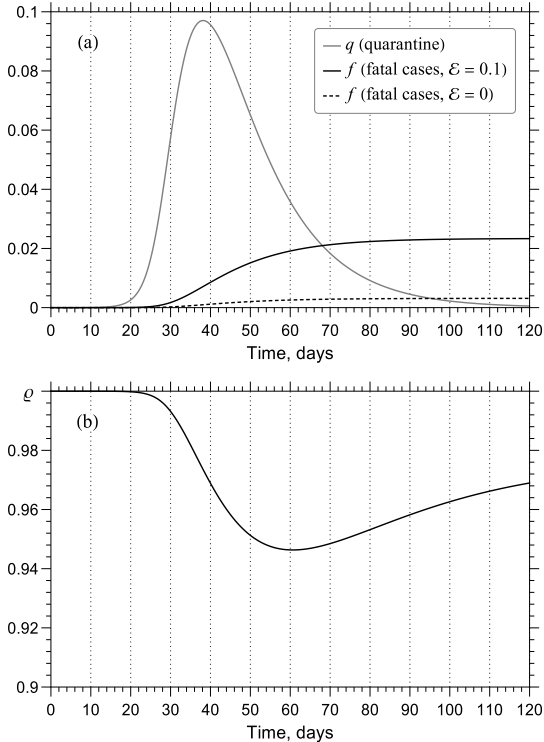 0.1
(a)
q (quarantine)
f (fatal cases, ℰ = 0.1)
f (fatal cases, ℰ = 0)
0.08
0.06
0.04
0.02
0
0 10 20 30 40 50 60 70 80 90 100 110 120
Time, days
ϱ
(b)
0.98
0.96
0.94
0.92
0.9
0 10 20 30 40 50 60 70 80 90 100 110 120
Time, days